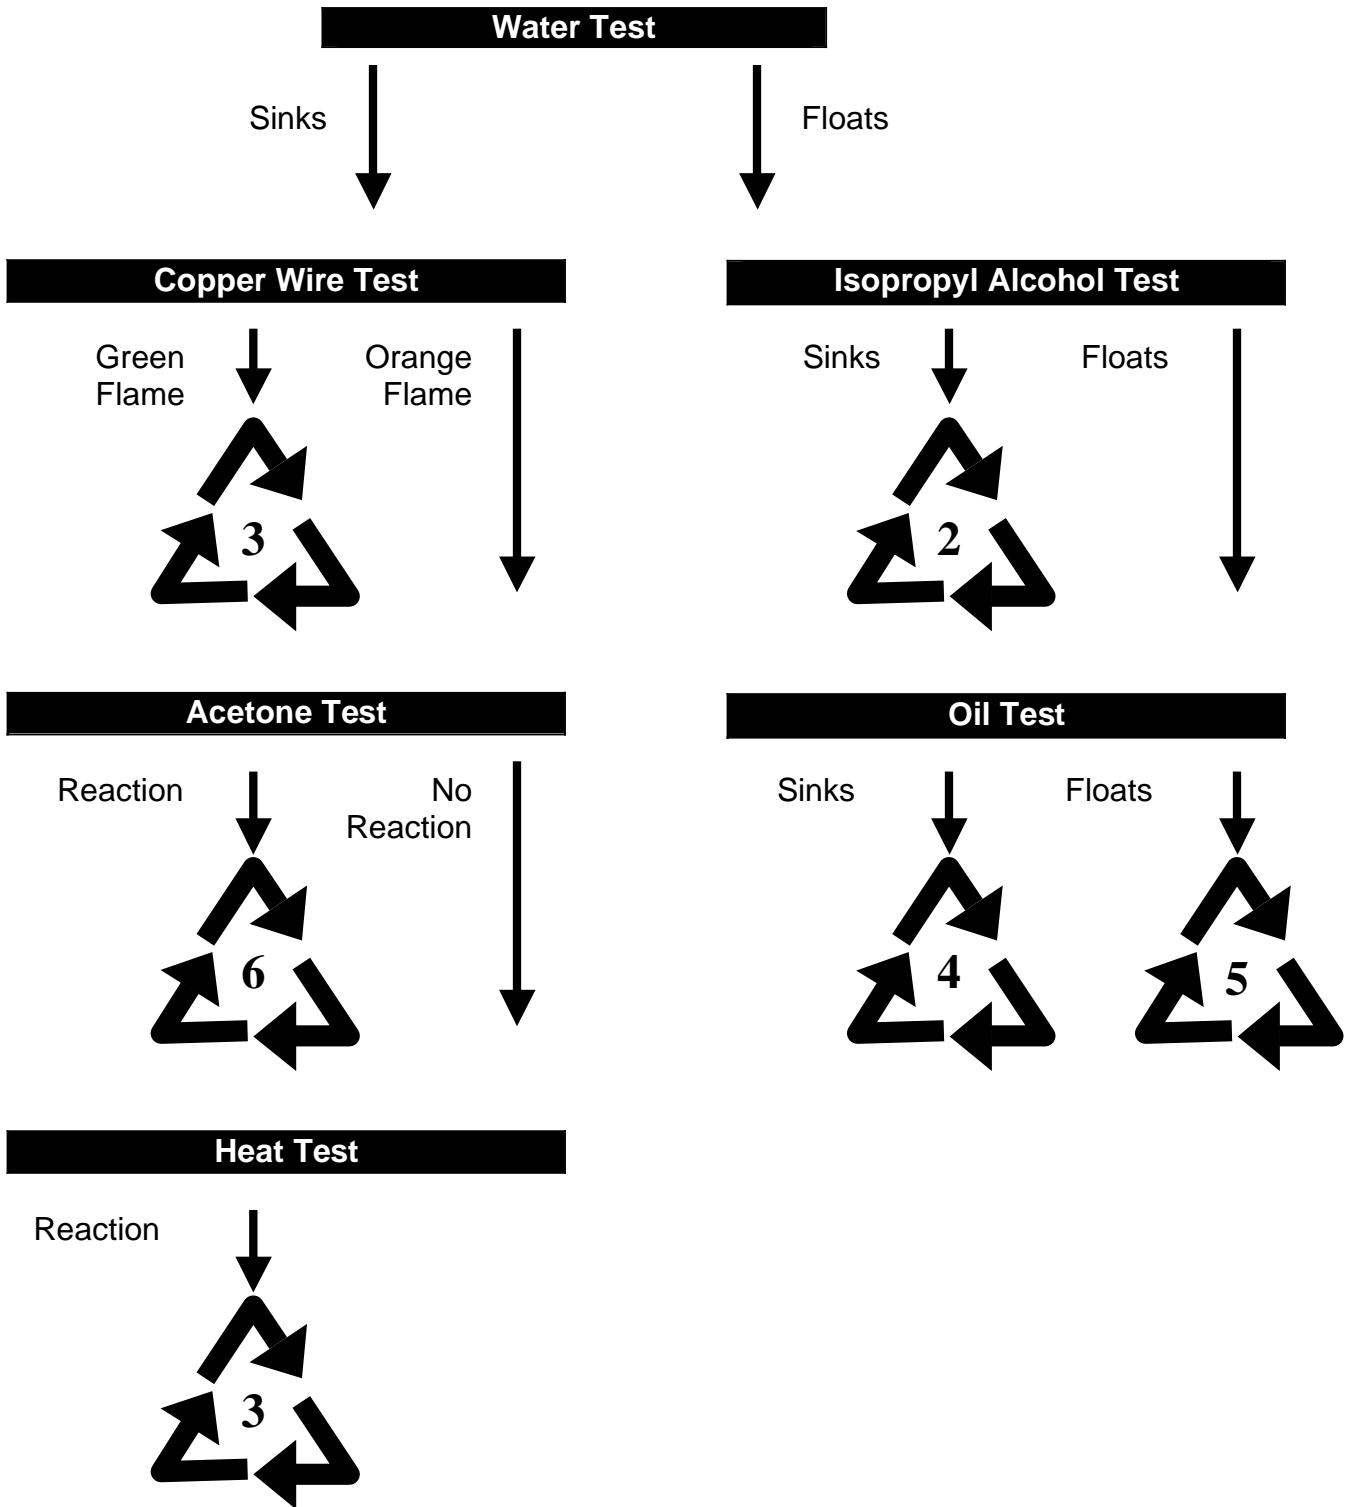 Water Test
Sinks
Floats
Copper Wire Test
Isopropyl Alcohol Test
Green
Flame
Orange
Flame
Sinks
Floats
3
2
Acetone Test
Oil Test
Reaction
No
Reaction
Sinks
Floats
6
4
5
Heat Test
Reaction
3